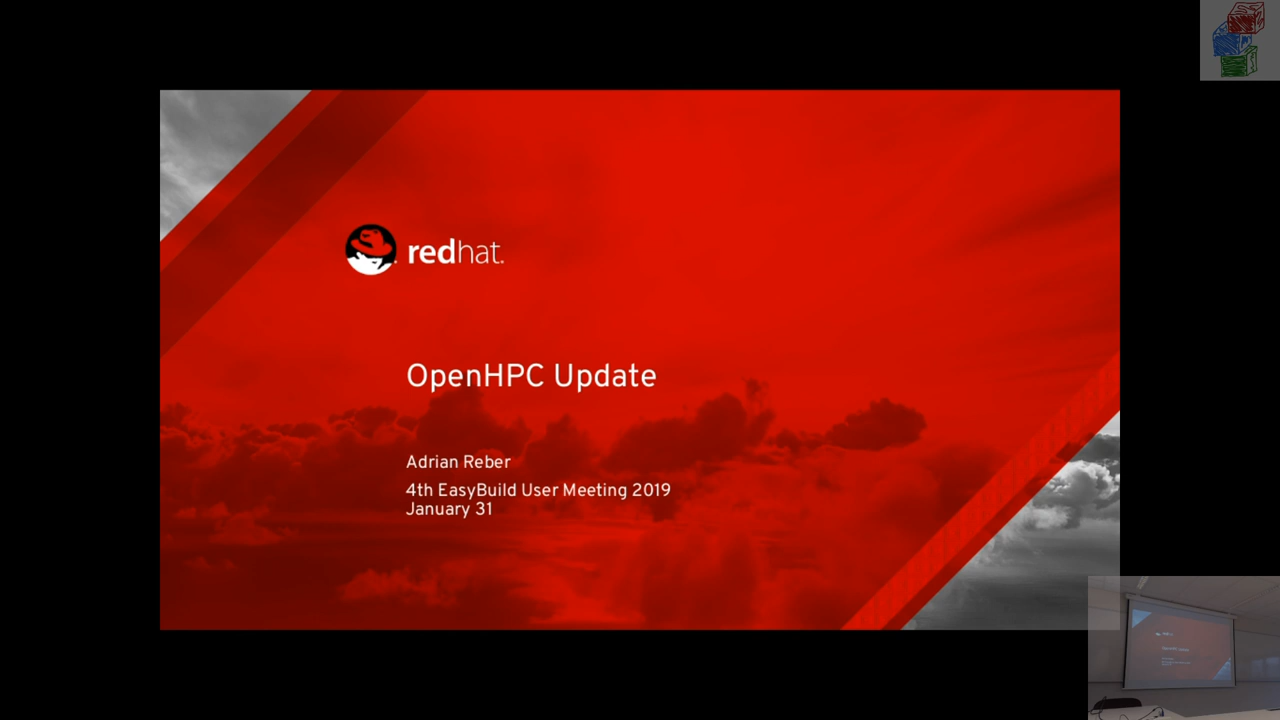 redhat.
OpenHPC Update
Adrian Reber
4th EasyBuild User Meeting 2019
January 31